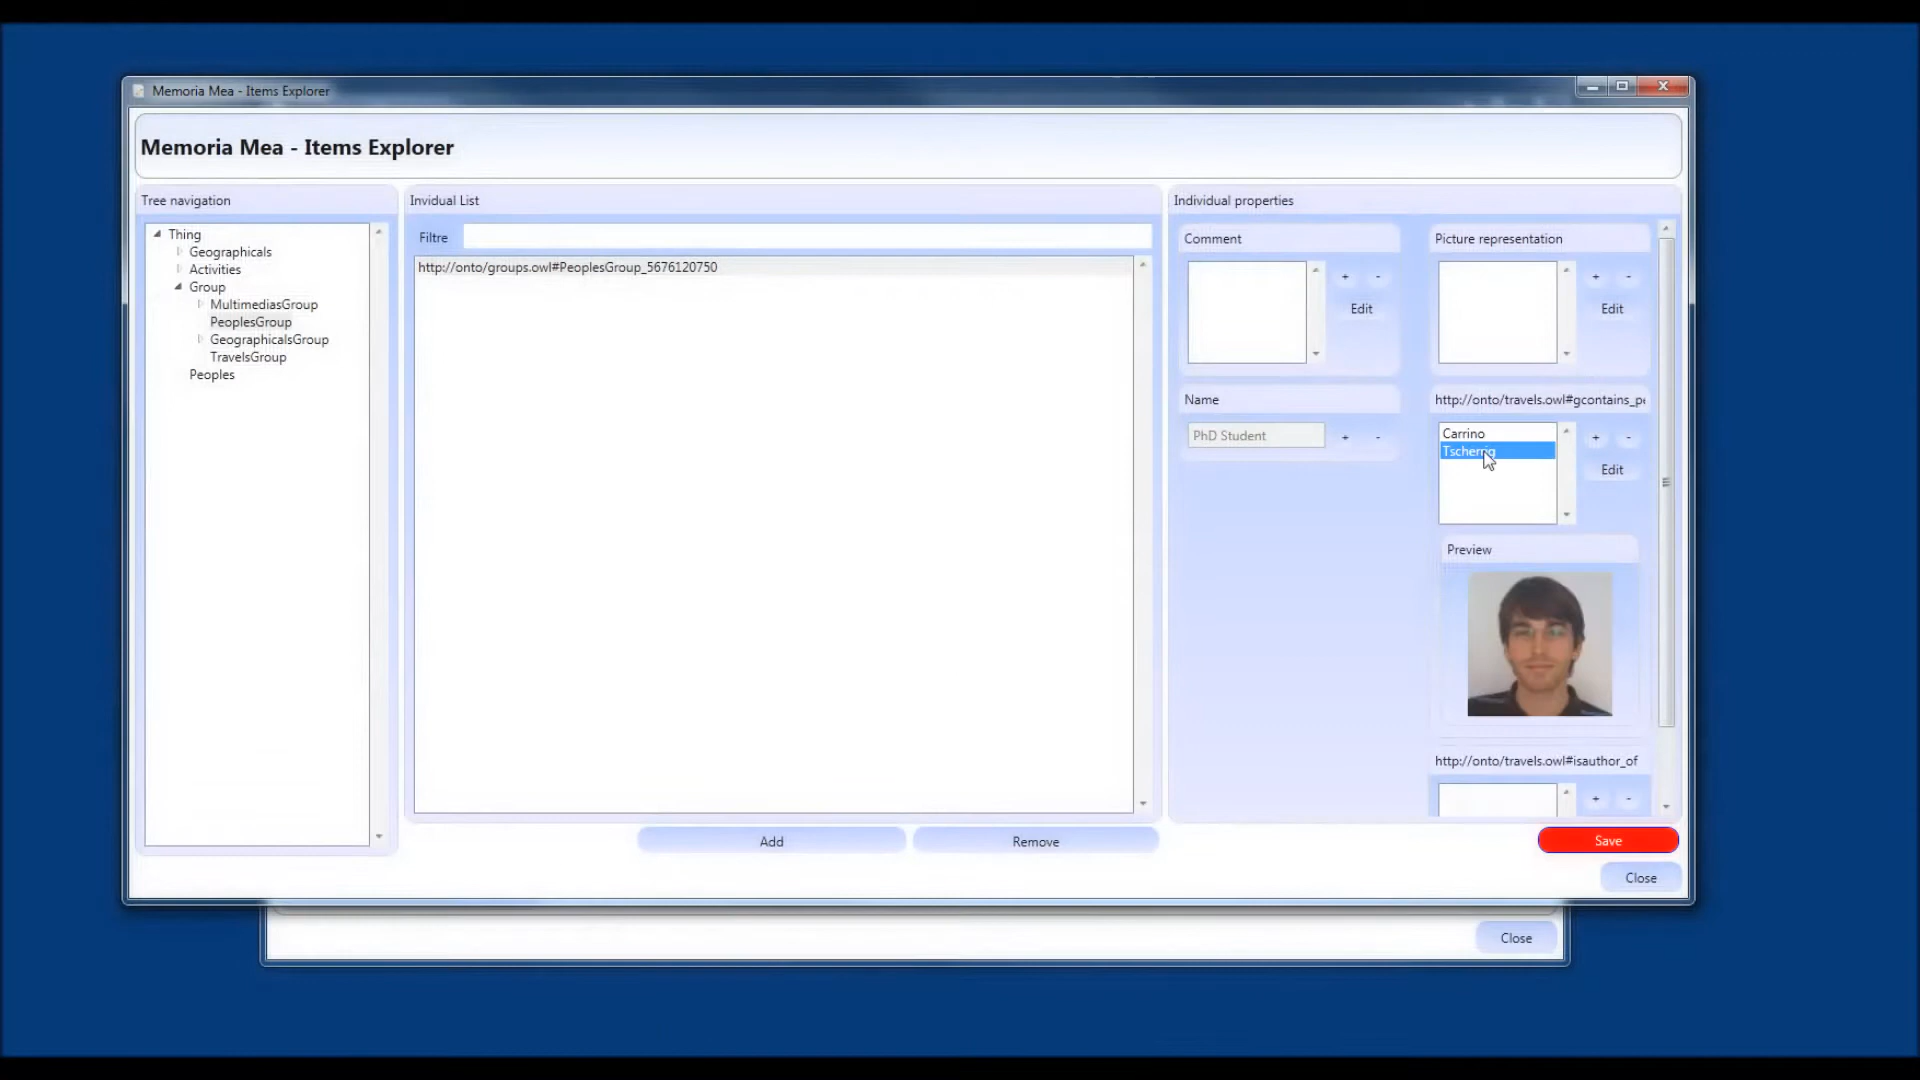 Memoria Mea - Items Explorer
Memoria Mea - Items Explorer
Tree navigation
Thing
Geographicals
Activities
Group
MultimediasGroup
PeoplesGroup
GeographicalsGroup
TravelsGroup
Peoples
Invidual List
Filtre
http://onto/groups.owl#PeoplesGroup_5676120750
Add
Remove
Individual properties
Comment
+ -
Edit
Name
PhD Student
+ -
Picture representation
+ -
Edit
http://onto/travels.owl#gcontains_pe
Carrino
Tscherrig
+ -
Edit
Preview
http://onto/travels.owl#isauthor_of
+ -
Save
Close
Close